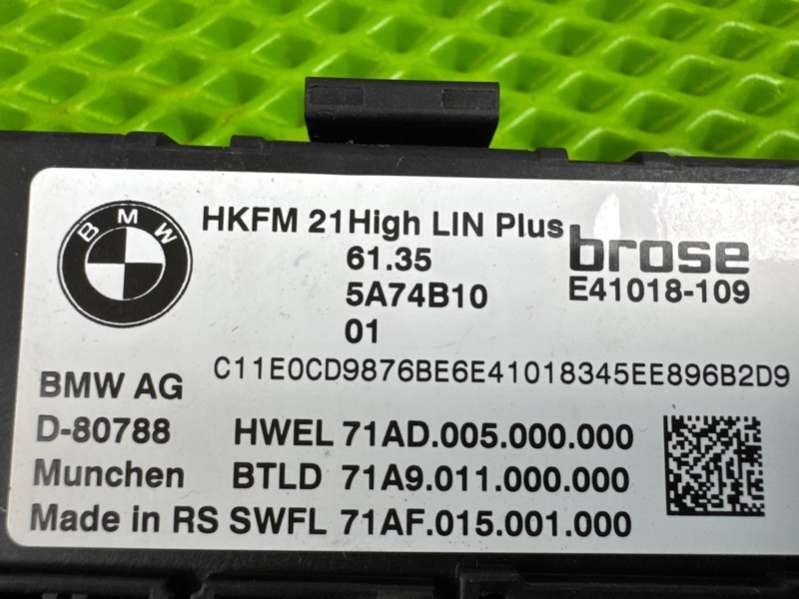 BMW
HKFM 21High LIN Plus
brose
61.35
5A74B10
E41018-109
01
C11E0CD9876BE6E41018345EE896B2D9
BMW AG
D-80788 HWEL 71AD.005.000.000
Munchen BTLD 71A9.011.000.000
Made in RS SWFL 71AF.015.001.000